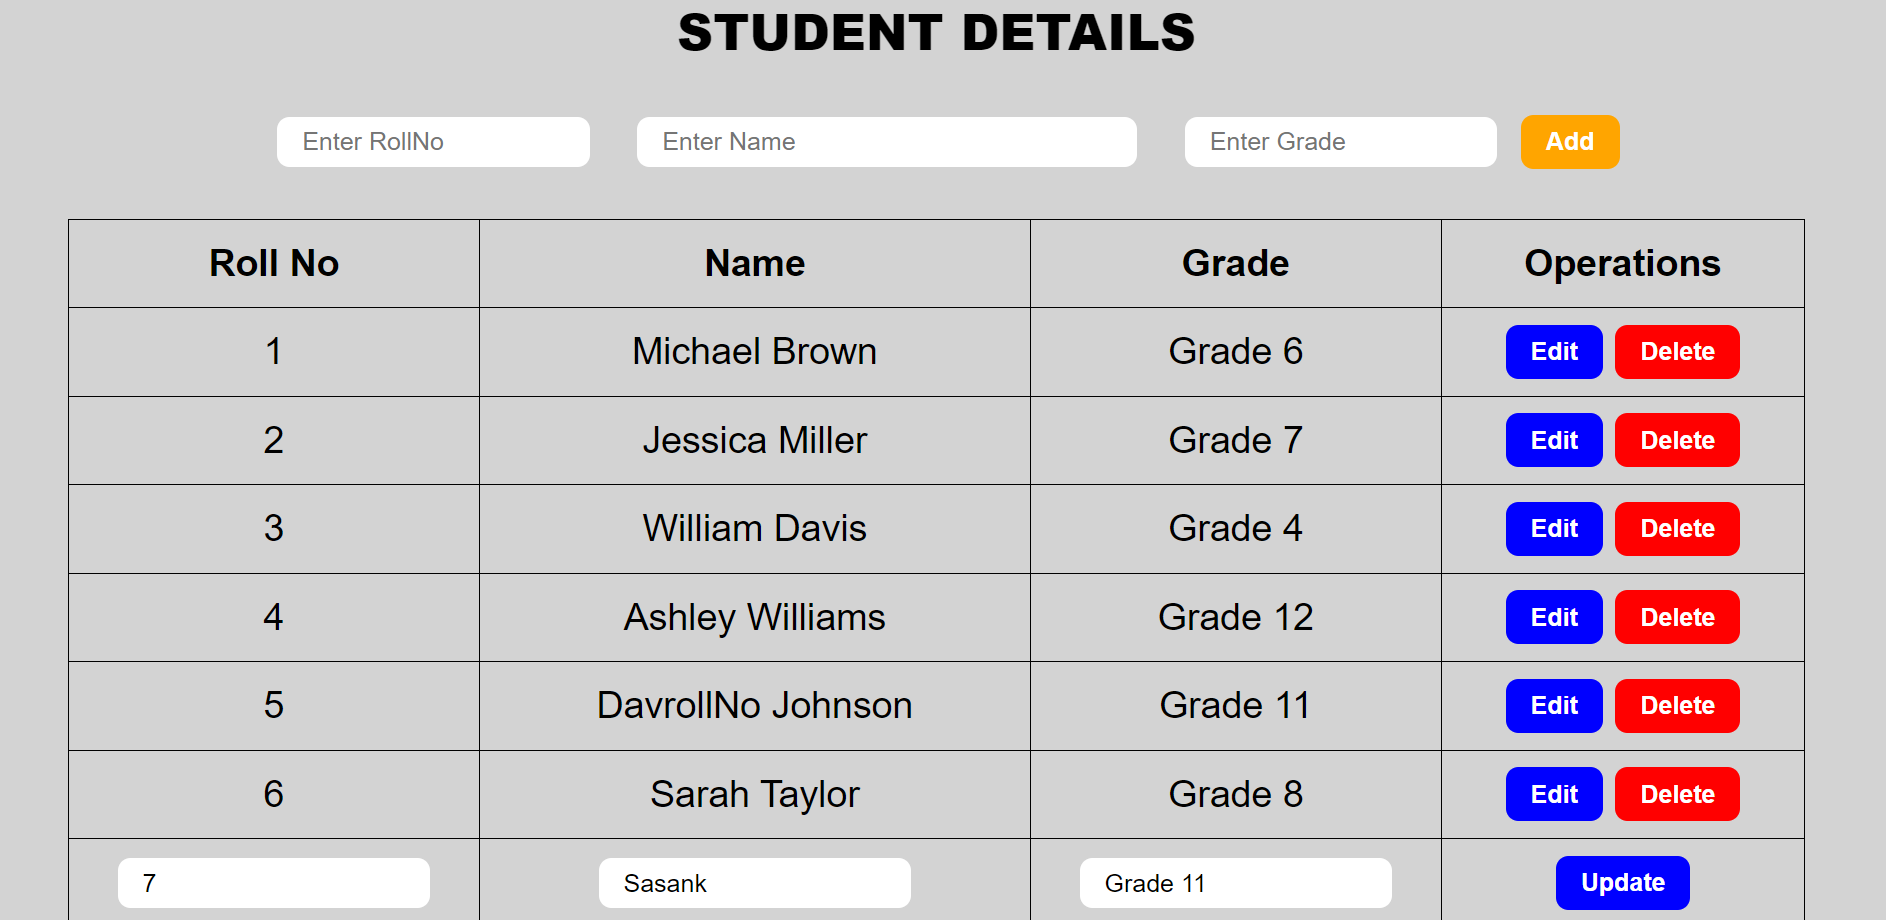 STUDENT DETAILS
Enter RollNo Enter Name Enter Grade Add
Roll No Name Grade Operations
1 Michael Brown Grade 6 Edit Delete
2 Jessica Miller Grade 7 Edit Delete
3 William Davis Grade 4 Edit Delete
4 Ashley Williams Grade 12 Edit Delete
5 DavrollNo Johnson Grade 11 Edit Delete
6 Sarah Taylor Grade 8 Edit Delete
7 Sasank Grade 11 Update